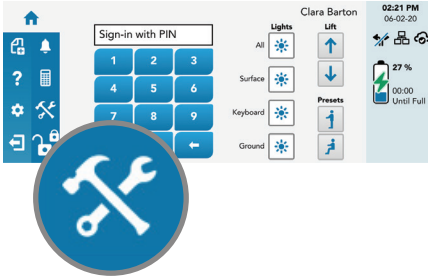 Clara Barton
02:21 PM
06-02-20
Sign-in with PIN
Lights
Lift
All
1 2 3
?
27 %
4 5 6
Surface
00:00
Until Full
Presets
7 8 9
Keyboard
Ground